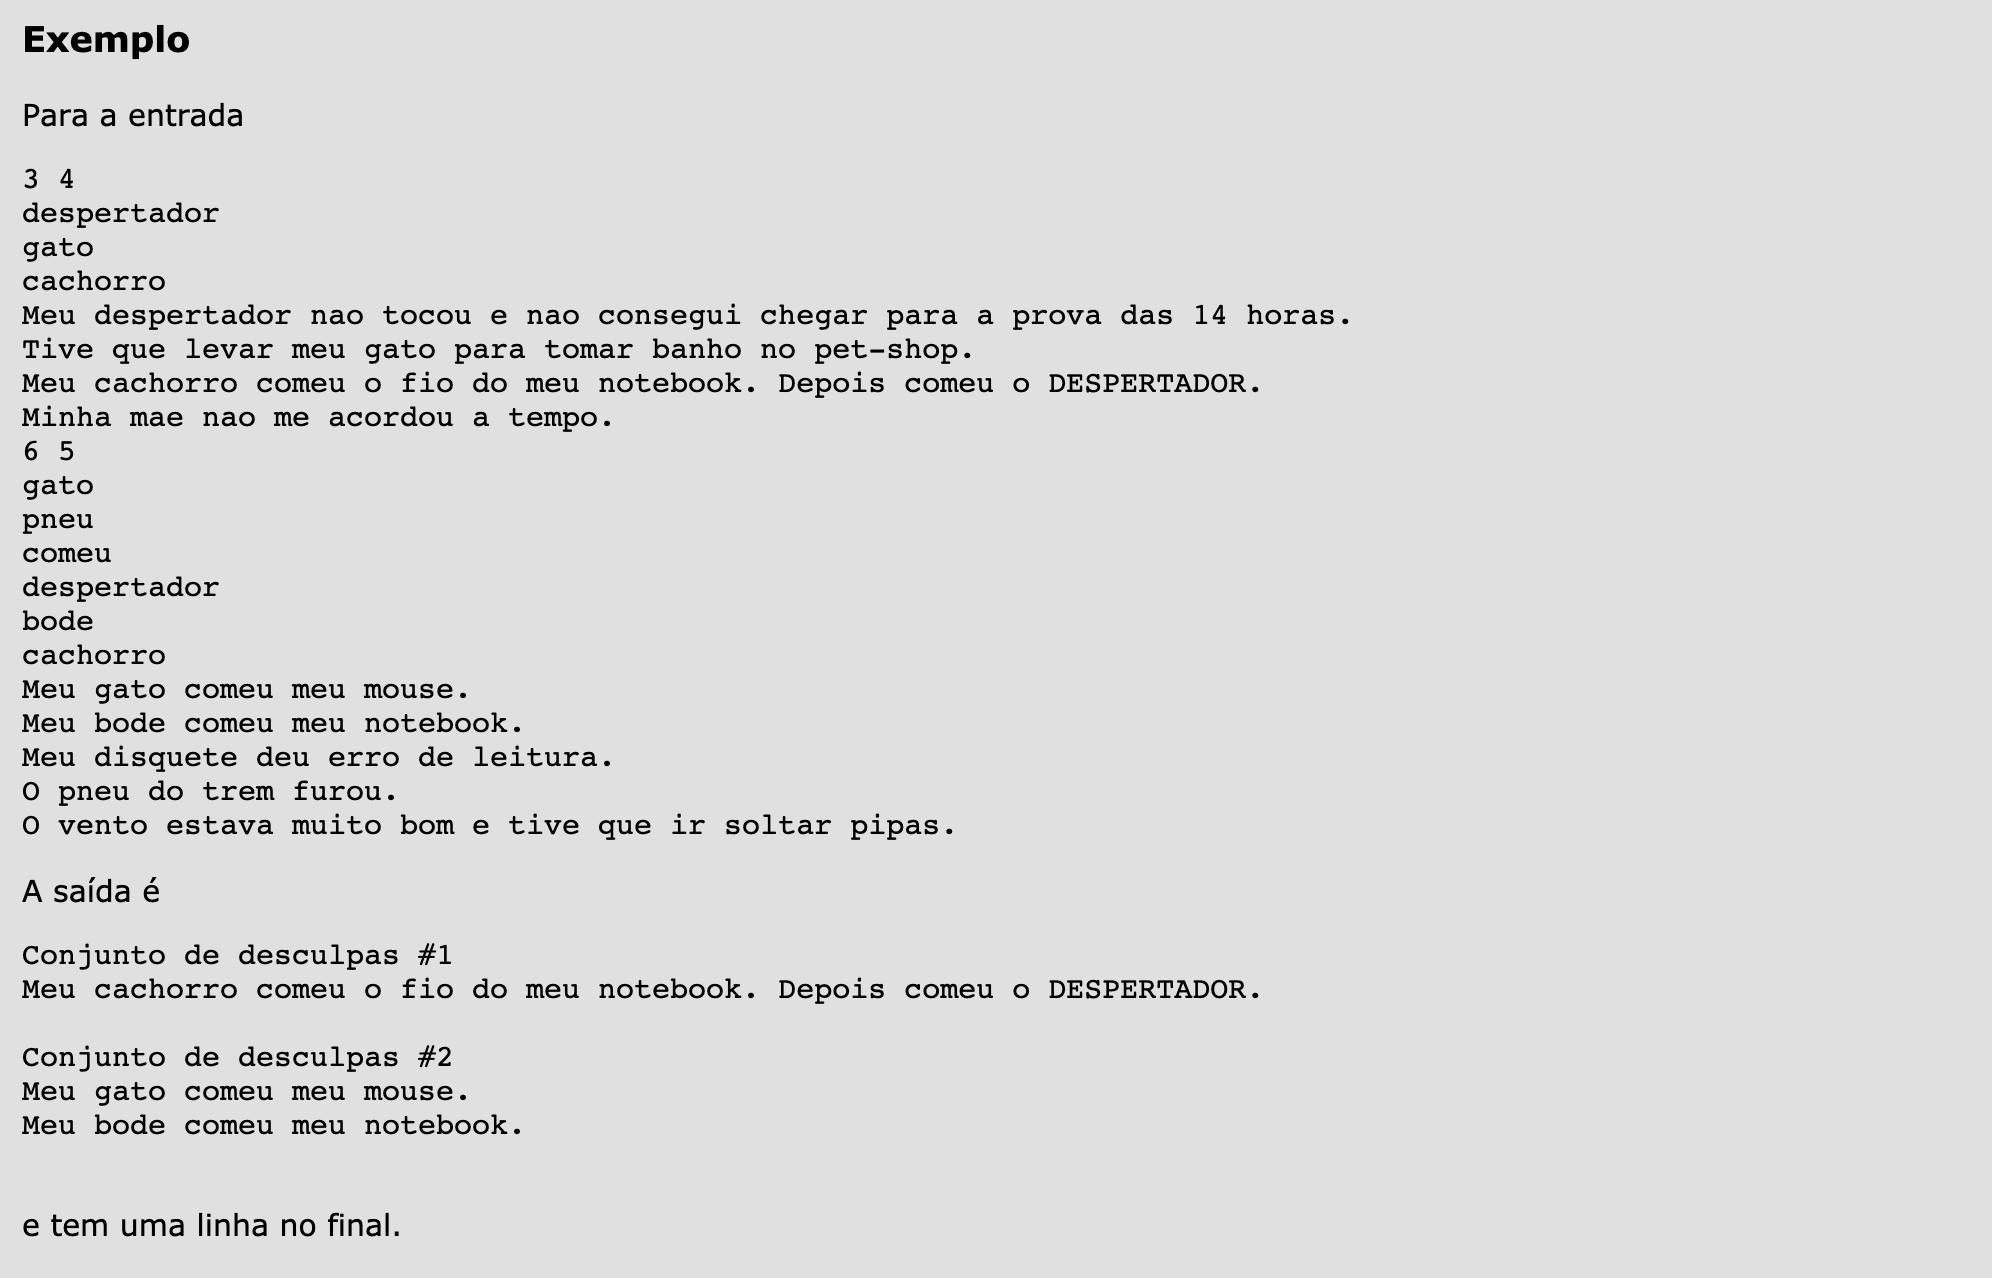 Exemplo
Para a entrada
3 4
despertador
gato
cachorro
Meu despertador nao tocou e nao consegui chegar para a prova das 14 horas.
Tive que levar meu gato para tomar banho no pet-shop.
Meu cachorro comeu o fio do meu notebook. Depois comeu o DESPERTADOR.
Minha mae nao me acordou a tempo.
6 5
gato
pneu
comeu
despertador
bode
cachorro
Meu gato comeu meu mouse.
Meu bode comeu meu notebook.
Meu disquete deu erro de leitura.
O pneu do trem furou.
O vento estava muito bom e tive que ir soltar pipas.
A saída é
Conjunto de desculpas #1
Meu cachorro comeu o fio do meu notebook. Depois comeu o DESPERTADOR.
Conjunto de desculpas #2
Meu gato comeu meu mouse.
Meu bode comeu meu notebook.
e tem uma linha no final.